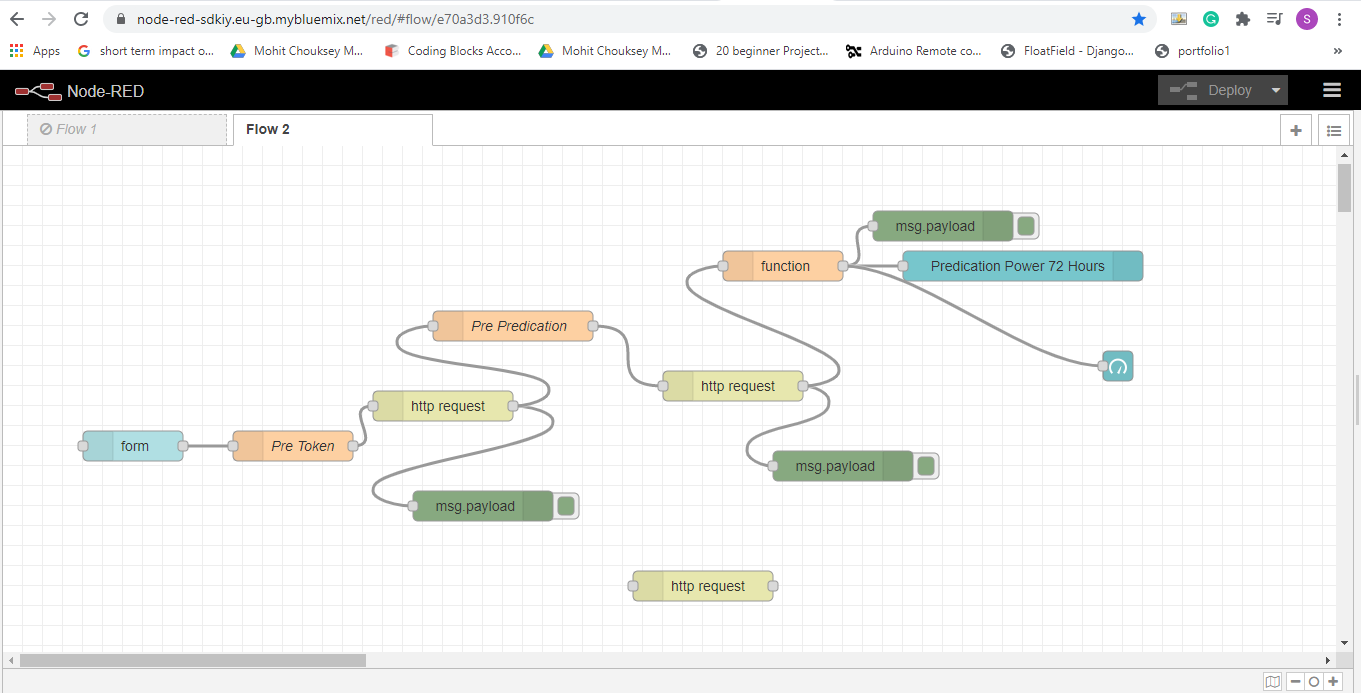 node-red-sdkiy.eu-gb.mybluemix.net/red/#flow/e70a3d3.910f6c
S
Apps
short term impact o...
Mohit Chouksey M...
Coding Blocks Acco...
Mohit Chouksey M...
20 beginner Project...
Arduino Remote co...
FloatField - Django...
portfolio1
»
Node-RED
Deploy
Flow 1
Flow 2
msg.payload
function
Predication Power 72 Hours
Pre Predication
http request
http request
form
Pre Token
msg.payload
msg.payload
http request